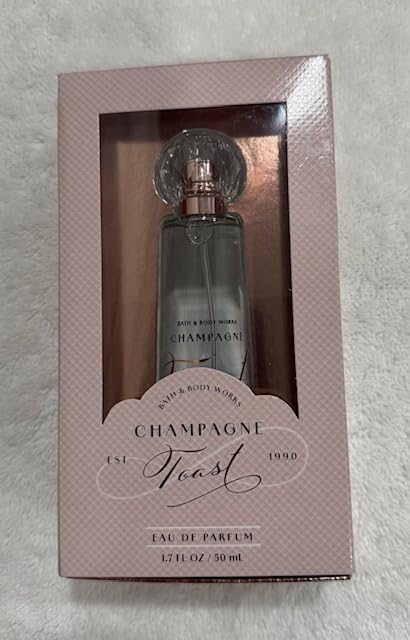 BATH & BODY WORKS
CHAMPAGNE
BATH & BODY WORKS
CHAMPAGNE
EST Toast 1990
EAU DE PARFUM
1.7 FL OZ / 50 mL